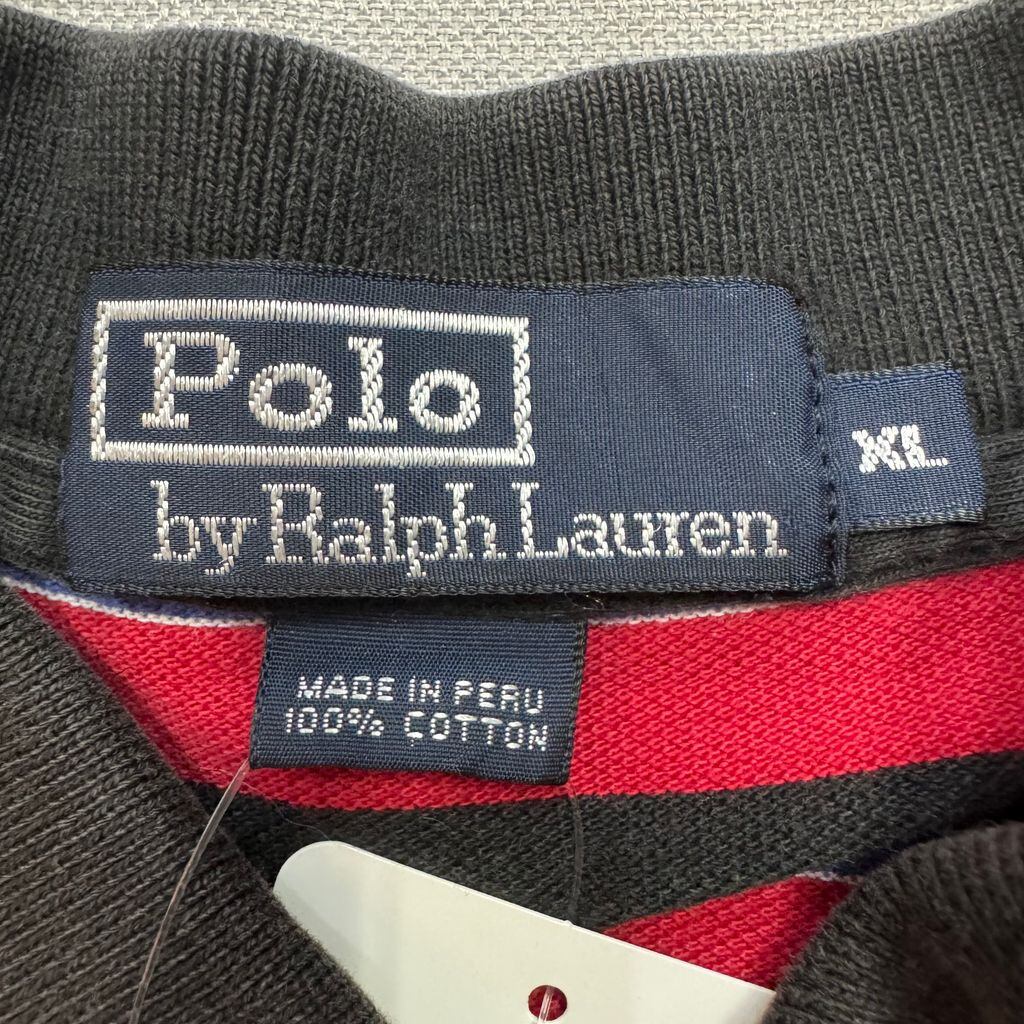 Polo
by Ralph Lauren
XL
MADE IN PERU
100% COTTON